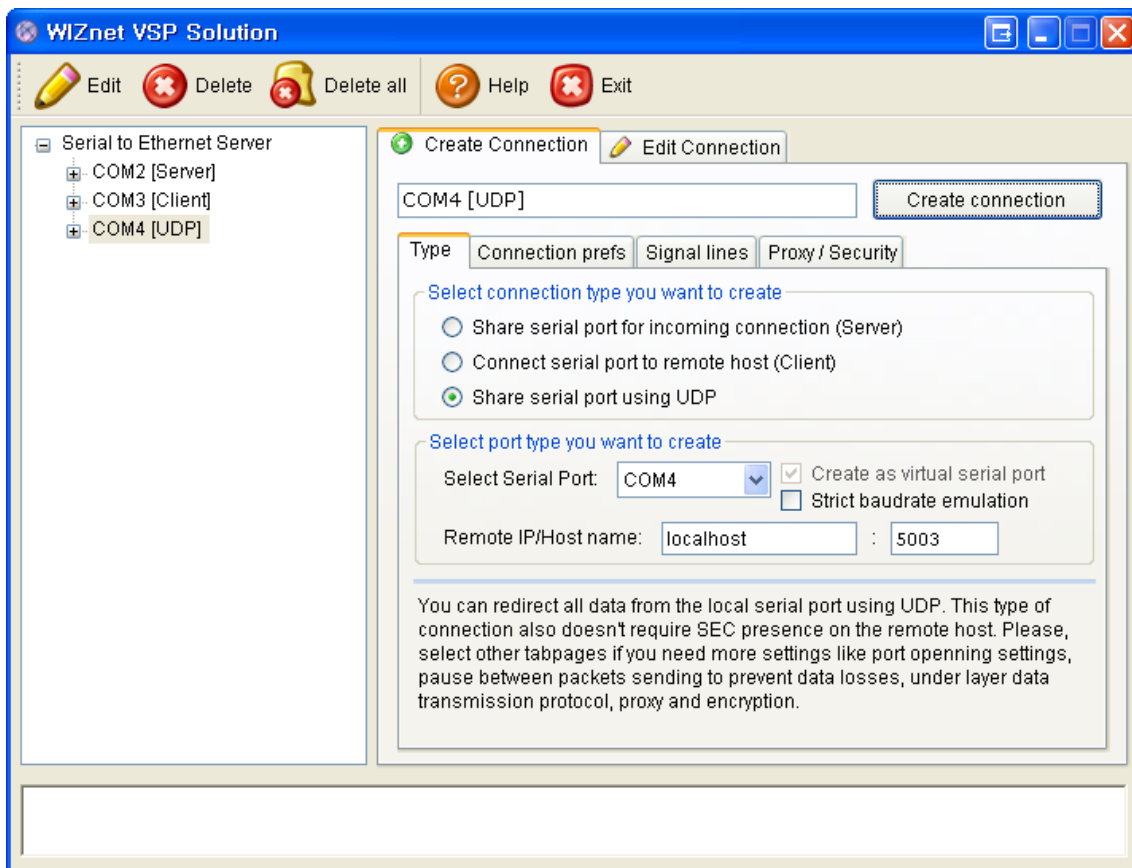 WIZnet VSP Solution
Edit Delete Delete all Help Exit
Serial to Ethernet Server
COM2 [Server]
COM3 [Client]
COM4 [UDP]
Create Connection Edit Connection
COM4 [UDP] Create connection
Type Connection prefs Signal lines Proxy / Security
Select connection type you want to create
Share serial port for incoming connection (Server)
Connect serial port to remote host (Client)
Share serial port using UDP
Select port type you want to create
Select Serial Port: COM4 Create as virtual serial port
Strict baudrate emulation
Remote IP/Host name: localhost : 5003
You can redirect all data from the local serial port using UDP. This type of
connection also doesn't require SEC presence on the remote host. Please,
select other tabpages if you need more settings like port openning settings,
pause between packets sending to prevent data losses, under layer data
transmission protocol, proxy and encryption.